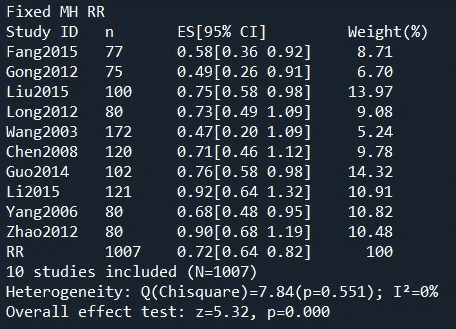 Fixed MH RR
Study ID n ES[95% CI] Weight(%)
Fang2015 77 0.58[0.36 0.92] 8.71
Gong2012 75 0.49[0.26 0.91] 6.70
Liu2015 100 0.75[0.58 0.98] 13.97
Long2012 80 0.73[0.49 1.09] 9.08
Wang2003 172 0.47[0.20 1.09] 5.24
Chen2008 120 0.71[0.46 1.12] 9.78
Guo2014 102 0.76[0.58 0.98] 14.32
Li2015 121 0.92[0.64 1.32] 10.91
Yang2006 80 0.68[0.48 0.95] 10.82
Zhao2012 80 0.90[0.68 1.19] 10.48
RR 1007 0.72[0.64 0.82] 100
10 studies included (N=1007)
Heterogeneity: Q(Chisquare)=7.84(p=0.551); I²=0%
Overall effect test: z=5.32, p=0.000